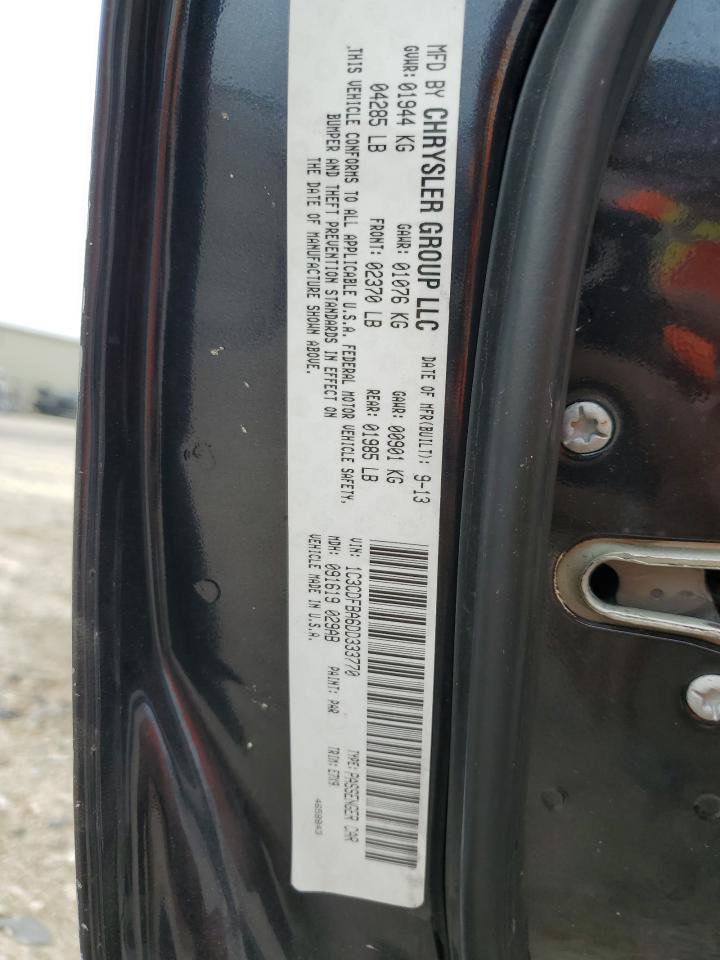 MFD BY CHRYSLER GROUP LLC DATE OF MFR(BUILT): 9-13
GVWR: 01944 KG GAWR: 01076 KG GAWR: 00901 KG
04285 LB FRONT: 02370 LB REAR: 01985 LB
THIS VEHICLE CONFORMS TO ALL APPLICABLE U.S.A. FEDERAL MOTOR VEHICLE SAFETY,
BUMPER AND THEFT PREVENTION STANDARDS IN EFFECT ON
THE DATE OF MANUFACTURE SHOWN ABOVE.
VIN: 1C3CDFBA6DD333770 TYPE: PASSENGER CAR
MDH: 091619 029AB PAINT: PAR TRIM: E7X9
VEHICLE MADE IN U.S.A. 4658943